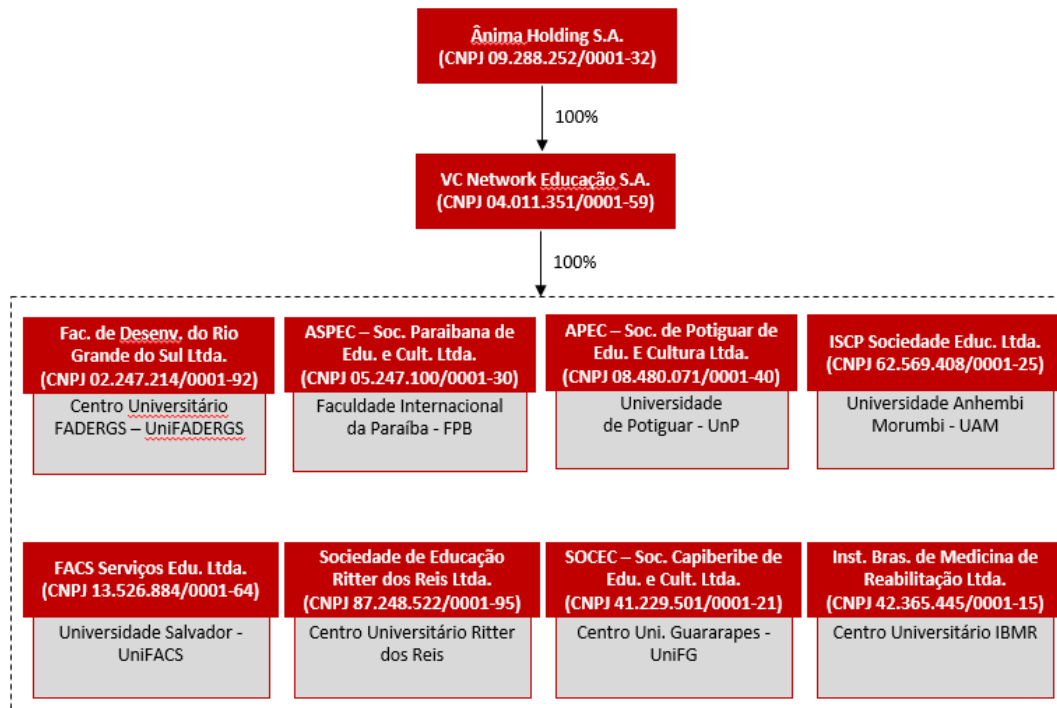 Ânima Holding S.A.
(CNPJ 09.288.252/0001-32)
100%
VC Network Educação S.A.
(CNPJ 04.011.351/0001-59)
100%
Fac. de Desenv. do Rio
Grande do Sul Ltda.
(CNPJ 02.247.214/0001-92)
Centro Universitário
FADERGS – UniFADERGS
ASPEC – Soc. Paraibana de
Edu. e Cult. Ltda.
(CNPJ 05.247.100/0001-30)
Faculdade Internacional
da Paraíba - FPB
APEC – Soc. de Potiguar de
Edu. E Cultura Ltda.
(CNPJ 08.480.071/0001-40)
Universidade
de Potiguar - UnP
ISCP Sociedade Educ. Ltda.
(CNPJ 62.569.408/0001-25)
Universidade Anhembi
Morumbi - UAM
FACS Serviços Edu. Ltda.
(CNPJ 13.526.884/0001-64)
Universidade Salvador -
UniFACS
Sociedade de Educação
Ritter dos Reis Ltda.
(CNPJ 87.248.522/0001-95)
Centro Universitário Ritter
dos Reis
SOCEC – Soc. Capiberibe de
Edu. e Cult. Ltda.
(CNPJ 41.229.501/0001-21)
Centro Uni. Guararapes -
UniFG
Inst. Bras. de Medicina de
Reabilitação Ltda.
(CNPJ 42.365.445/0001-15)
Centro Universitário IBMR